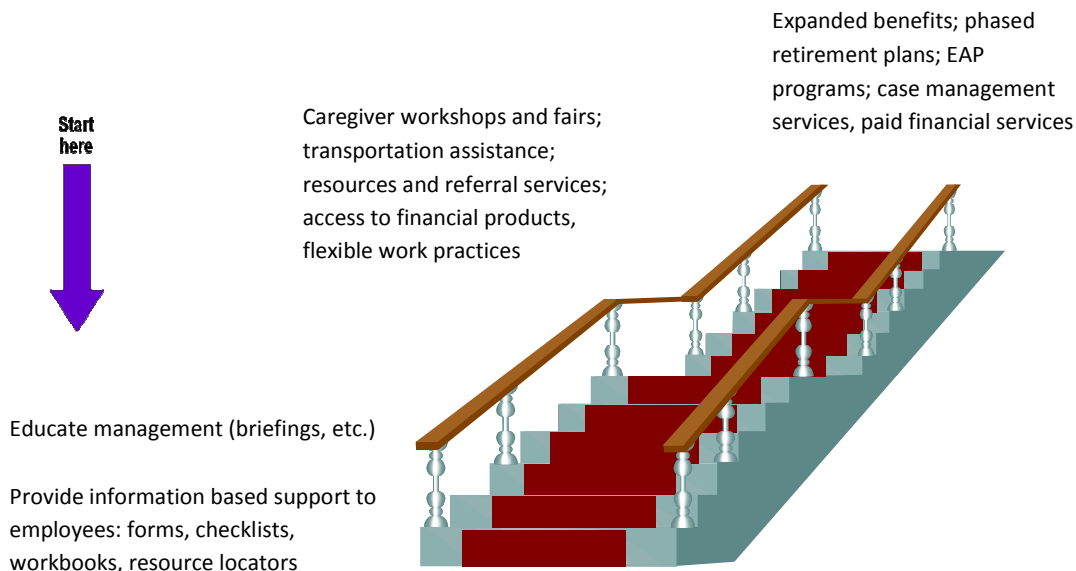 Expanded benefits; phased
retirement plans; EAP
programs; case management
services, paid financial services
Start
here
Caregiver workshops and fairs;
transportation assistance;
resources and referral services;
access to financial products,
flexible work practices
Educate management (briefings, etc.)
Provide information based support to
employees: forms, checklists,
workbooks, resource locators